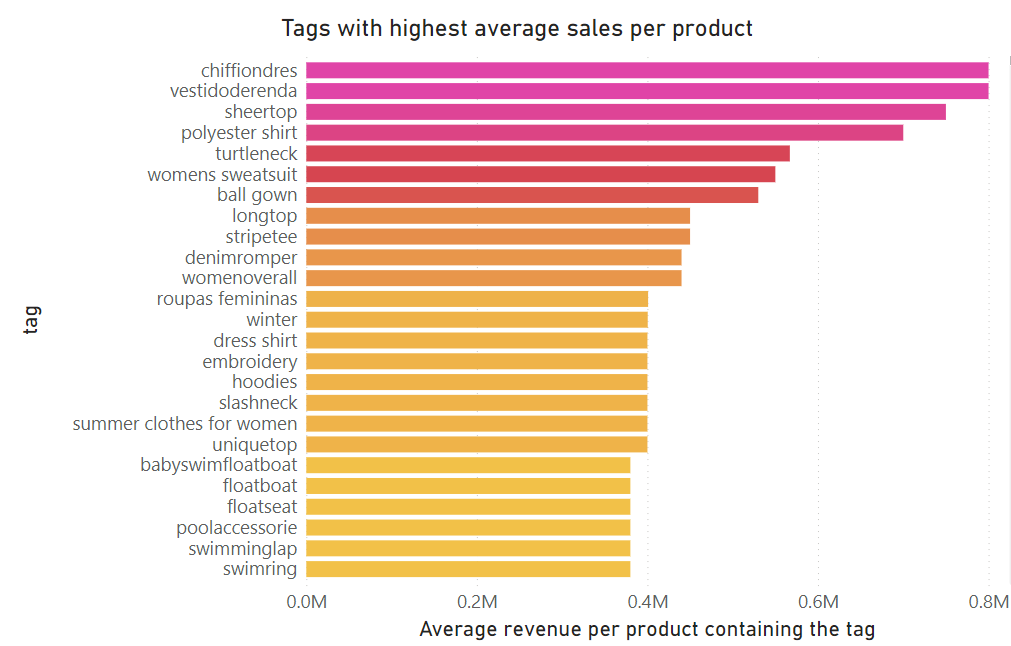 Tags with highest average sales per product
chiffiondres
vestidoderenda
sheertop
polyester shirt
turtleneck
womens sweatsuit
ball gown
longtop
stripetee
denimromper
womenoverall
roupas femininas
winter
dress shirt
embroidery
hoodies
slashneck
summer clothes for women
uniquetop
babyswimfloatboat
floatboat
floatseat
poolaccessorie
swimminglap
swimring
tag
0.0M 0.2M 0.4M 0.6M 0.8M
Average revenue per product containing the tag